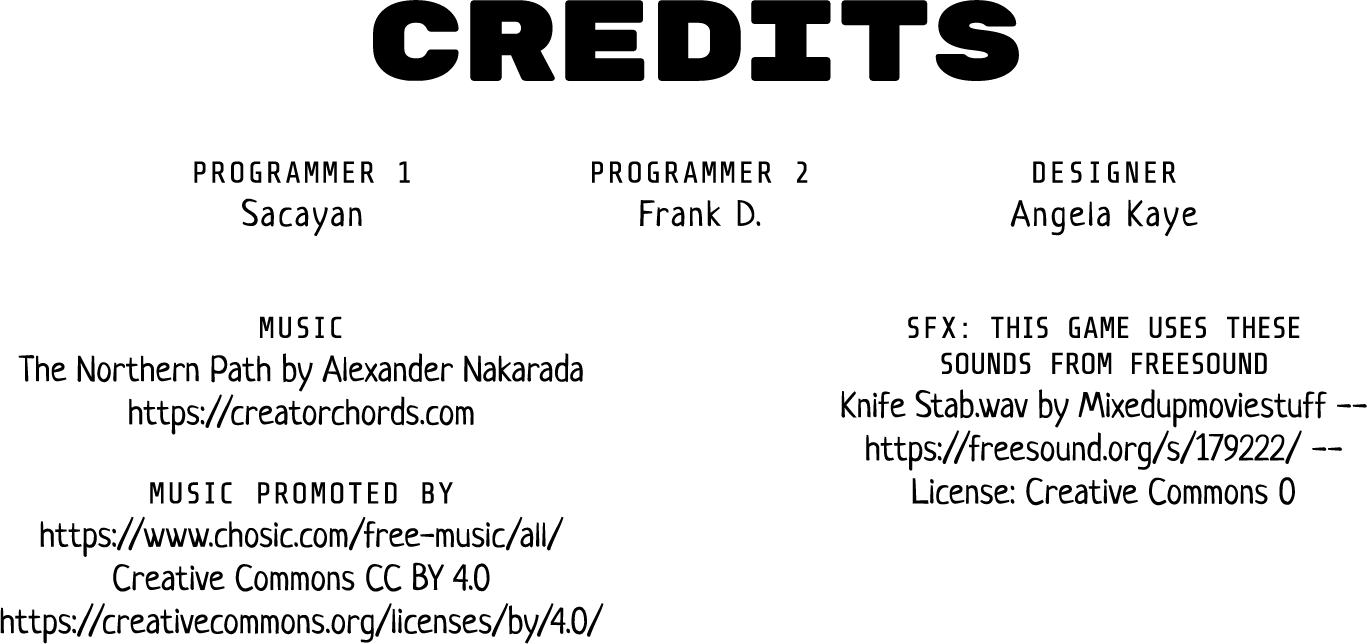 CREDITS
PROGRAMMER 1
Sacayan
PROGRAMMER 2
Frank D.
DESIGNER
Angela Kaye
MUSIC
The Northern Path by Alexander Nakarada
https://creatorchords.com
MUSIC PROMOTED BY
https://www.chosic.com/free-music/all/
Creative Commons CC BY 4.0
https://creativecommons.org/licenses/by/4.0/
SFX: THIS GAME USES THESE
SOUNDS FROM FREESOUND
Knife Stab.wav by Mixedupmoviestuff --
https://freesound.org/s/179222/ --
License: Creative Commons 0